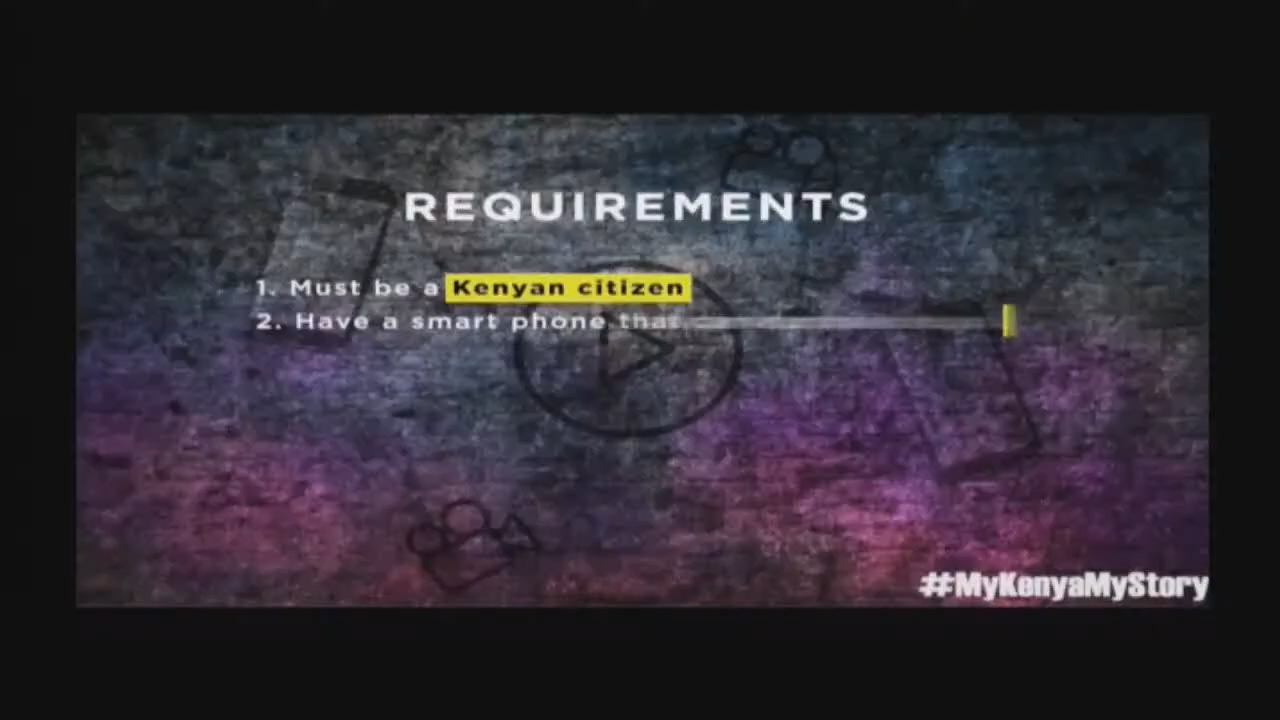 REQUIREMENTS
1. Must be a Kenyan citizen
2. Have a smart phone that
#MyKenyaMyStory